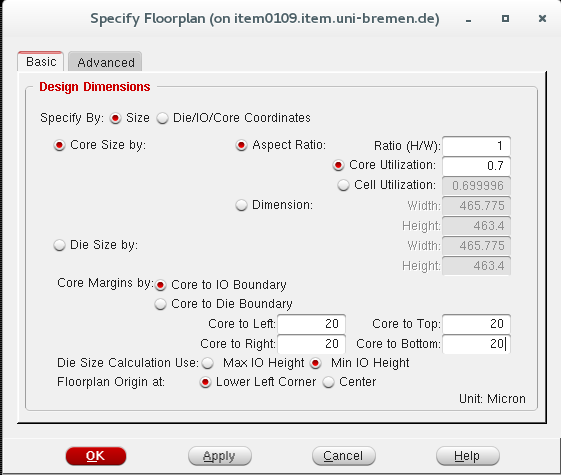 Specify Floorplan (on item0109.item.uni-bremen.de)
Basic Advanced
Design Dimensions
Specify By: Size Die/IO/Core Coordinates
Core Size by: Aspect Ratio: Ratio (H/W): 1
Core Utilization: 0.7
Cell Utilization: 0.699996
Dimension: Width: 465.775
Height: 463.4
Die Size by: Width: 465.775
Height: 463.4
Core Margins by: Core to IO Boundary
Core to Die Boundary
Core to Left: 20 Core to Top: 20
Core to Right: 20 Core to Bottom: 20
Die Size Calculation Use: Max IO Height Min IO Height
Floorplan Origin at: Lower Left Corner Center
Unit: Micron
OK Apply Cancel Help